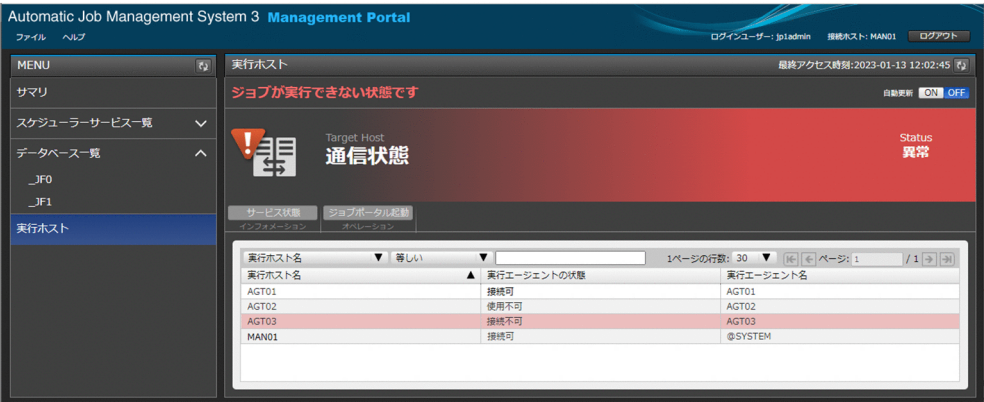 Automatic Job Management System 3 Management Portal
ファイル ヘルプ
ログインユーザー: jp1admin 接続ホスト: MAN01 ログアウト
MENU
サマリ
スケジューラーサービス一覧
データベース一覧
_JF0
_JF1
実行ホスト
実行ホスト
最終アクセス時刻:2023-01-13 12:02:45
ジョブが実行できない状態です
自動更新 ON OFF
Target Host
通信状態
Status
異常
サービス状態 ジョブポータル起動
インフォメーション オペレーション
実行ホスト名 ▼ 等しい ▼ 1ページの行数: 30 ▼ ページ: 1 / 1
実行ホスト名 ▲ 実行エージェントの状態 実行エージェント名
AGT01 接続可 AGT01
AGT02 使用不可 AGT02
AGT03 接続不可 AGT03
MAN01 接続可 @SYSTEM